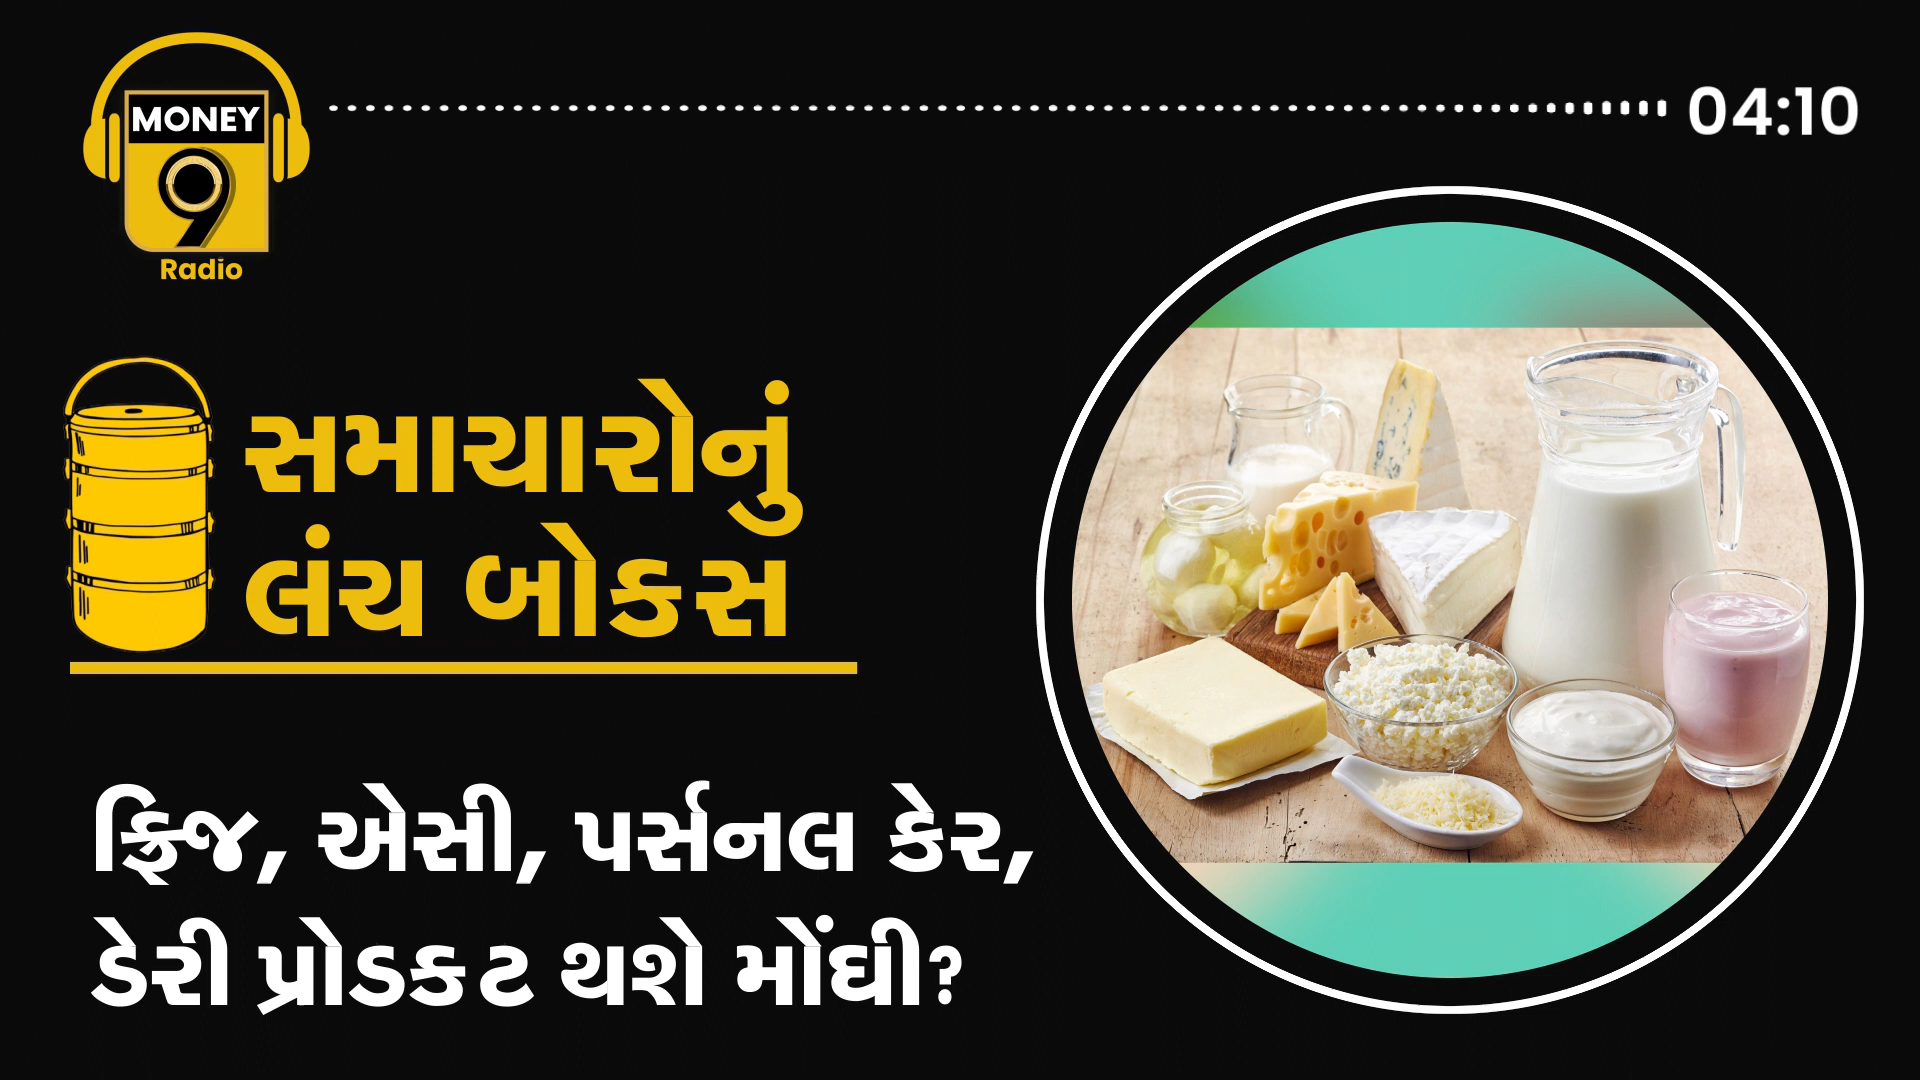 MONEY
9
Radio
04:10
સમાચારોનું
લંચ બોકસ
ફ્રિજ, એસી, પર્સનલ કેર,
ડેરી પ્રોડકટ થશે મોંઘી?